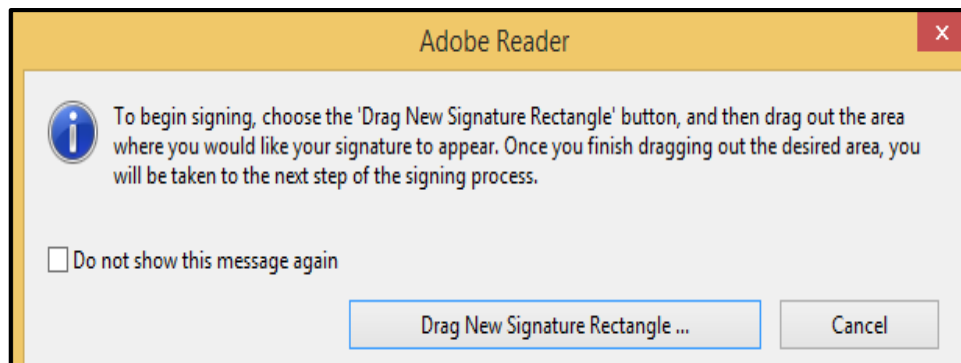 Adobe Reader
x
To begin signing, choose the 'Drag New Signature Rectangle' button, and then drag out the area
where you would like your signature to appear. Once you finish dragging out the desired area, you
will be taken to the next step of the signing process.
Do not show this message again
Drag New Signature Rectangle ...
Cancel